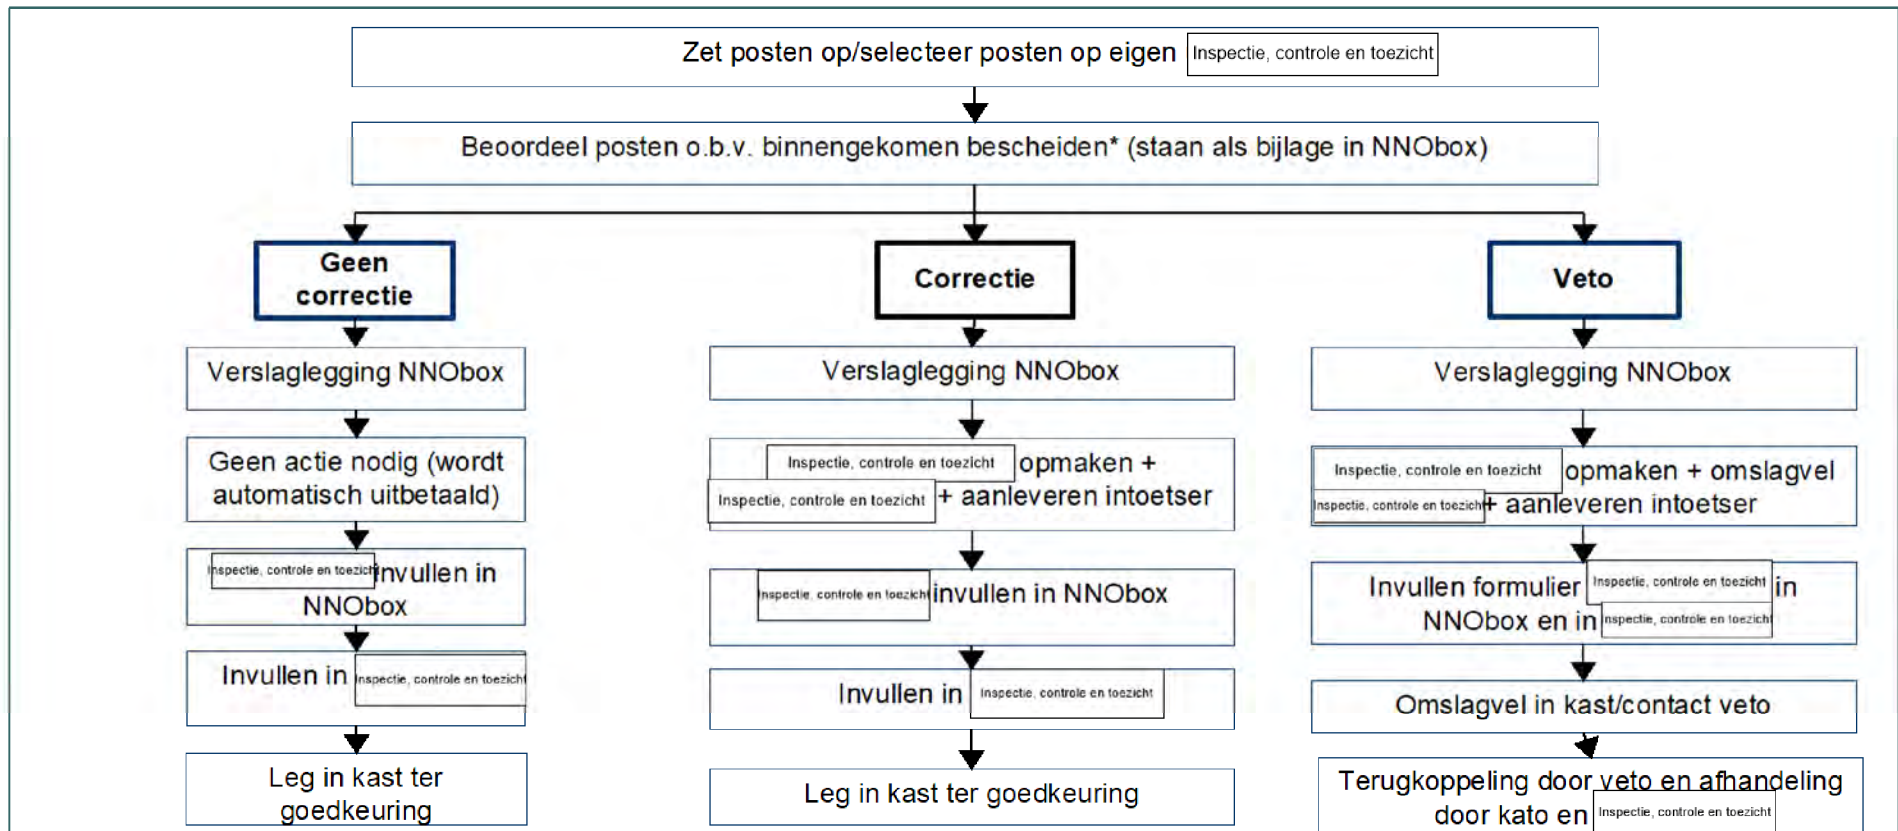 Zet posten op/selecteer posten op eigen Inspectie, controle en toezicht
Beoordeel posten o.b.v. binnengekomen bescheiden* (staan als bijlage in NNObox)
Geen
correctie
Verslaglegging NNObox
Geen actie nodig (wordt
automatisch uitbetaald)
Inspectie, controle en toezicht invullen in
NNObox
Invullen in Inspectie, controle en toezicht
Leg in kast ter
goedkeuring
Correctie
Verslaglegging NNObox
Inspectie, controle en toezicht opmaken +
Inspectie, controle en toezicht + aanleveren intoetser
Inspectie, controle en toezicht invullen in NNObox
Invullen in Inspectie, controle en toezicht
Leg in kast ter goedkeuring
Veto
Verslaglegging NNObox
Inspectie, controle en toezicht opmaken + omslagvel
Inspectie, controle en toezicht + aanleveren intoetser
Invullen formulier Inspectie, controle en toezicht in
NNObox en in Inspectie, controle en toezicht
Omslagvel in kast/contact veto
Terugkoppeling door veto en afhandeling
door kato en Inspectie, controle en toezicht